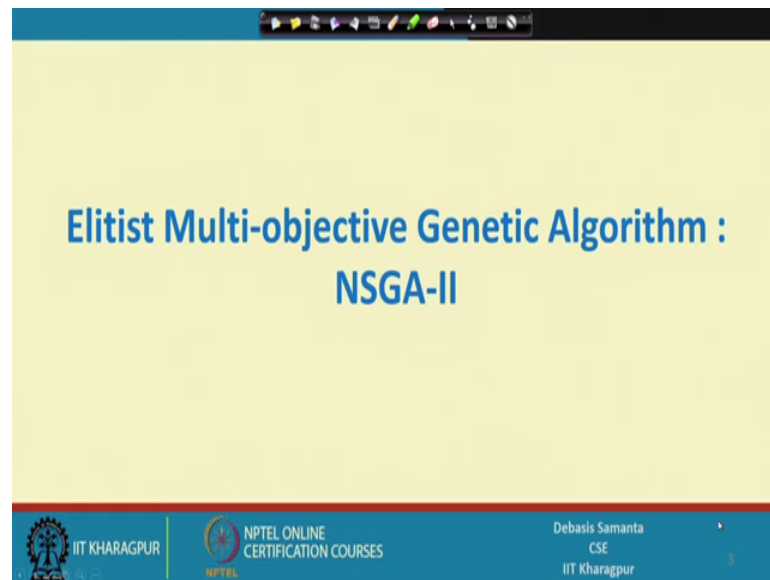 Elitist Multi-objective Genetic Algorithm :
NSGA-II
IIT KHARAGPUR
NPTEL
NPTEL ONLINE
CERTIFICATION COURSES
Debasis Samanta
CSE
IIT Kharagpur
3